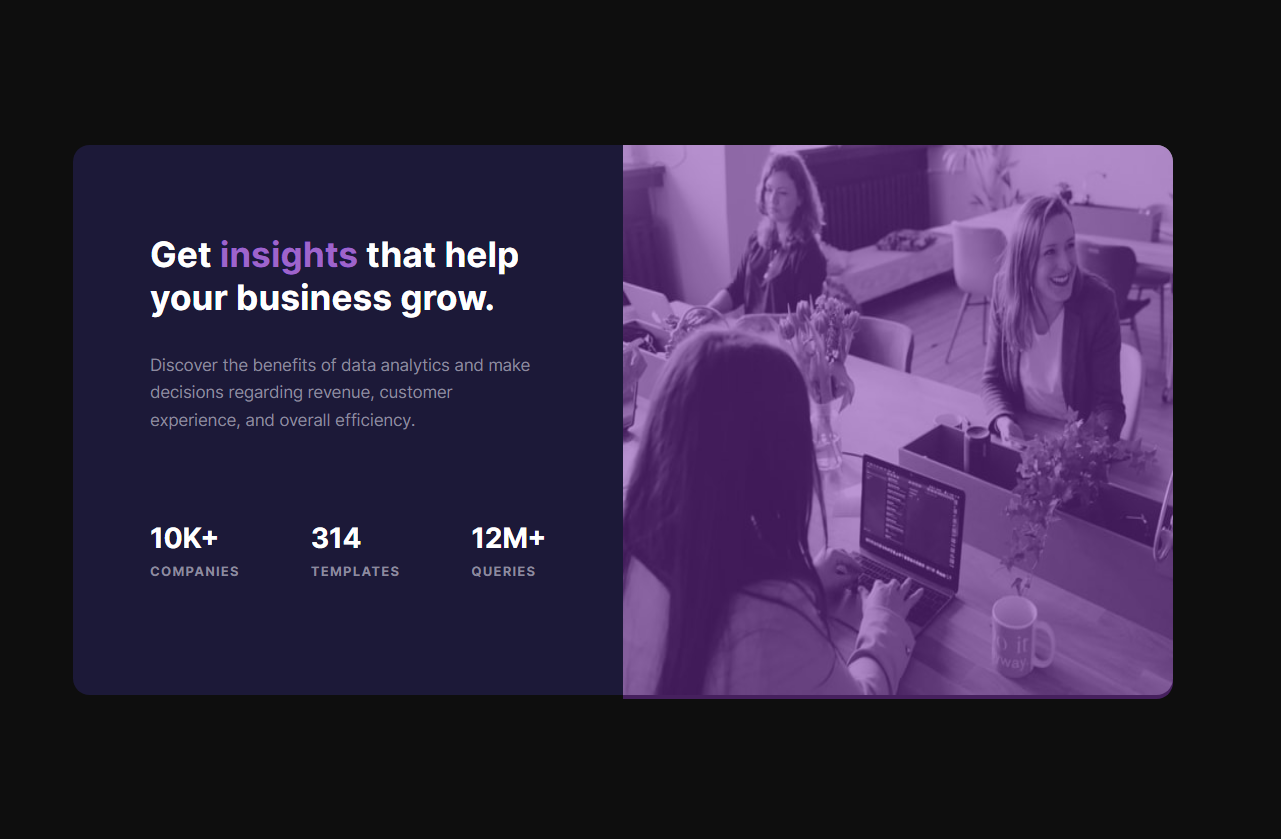 Get insights that help
your business grow.
Discover the benefits of data analytics and make
decisions regarding revenue, customer
experience, and overall efficiency.
10K+ 314 12M+
COMPANIES TEMPLATES QUERIES